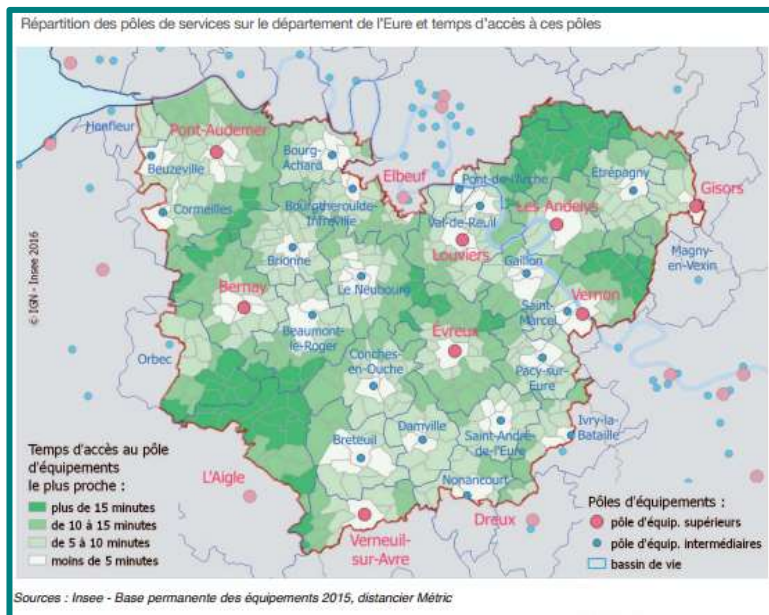 Répartition des pôles de services sur le département de l'Eure et temps d'accès à ces pôles
Honfleur
Pont-Audemer
Beuzeville
Bourg-
Achard
Elbeuf
Pont-de-l'Arche
Etrépagny
Gisors
Cormeilles
Bourgtheroulde-
Infreville
Val-de-Reuil
Les Andelys
Louviers
Magny-
en-Vexin
Brionne
Gaillon
Bernay
Le Neubourg
Saint-
Marcel
Vernon
Beaumont-
le-Roger
Evreux
Orbec
Conches-
en-Ouche
Pacy-sur-
Eure
Ivry-la-
Bataille
Damville
Saint-André-
de-l'Eure
Breteuil
L'Aigle
Nonancourt
Dreux
Verneuil-
sur-Avre
© IGN - Insee 2016
Temps d'accès au pôle
d'équipements
le plus proche :
plus de 15 minutes
de 10 à 15 minutes
de 5 à 10 minutes
moins de 5 minutes
Pôles d'équipements :
pôle d'équip. supérieurs
pôle d'équip. intermédiaires
bassin de vie
Sources : Insee - Base permanente des équipements 2015, distancier Métric